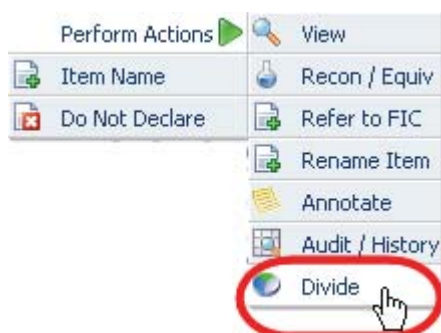 Perform Actions
Item Name
Do Not Declare
View
Recon / Equiv
Refer to FIC
Rename Item
Annotate
Audit / History
Divide